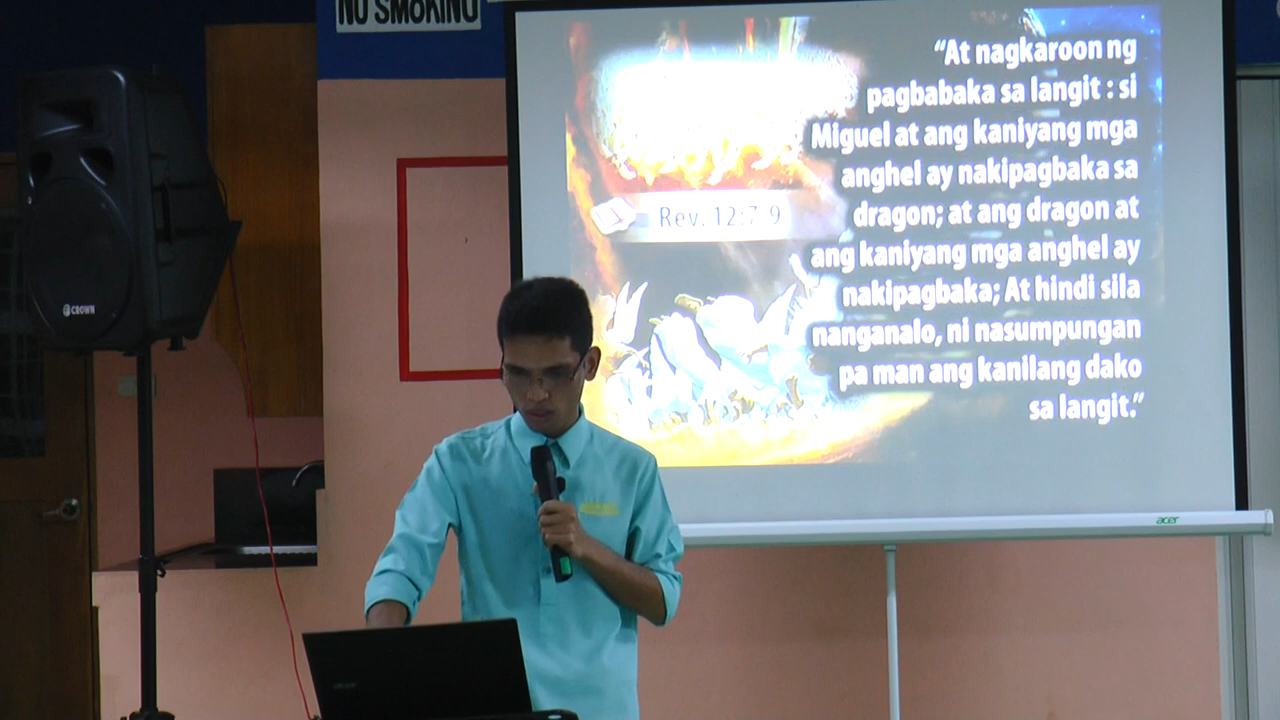 NO SMOKING
“At nagkaroon ng
pagbabaka sa langit : si
Miguel at ang kaniyang mga
anghel ay nakipagbaka sa
dragon; at ang dragon at
ang kaniyang mga anghel ay
nakipagbaka; At hindi sila
nanganalo, ni nasumpungan
pa man ang kanilang dako
sa langit.”
Rev. 12:7-9
CROWN
acer
acer